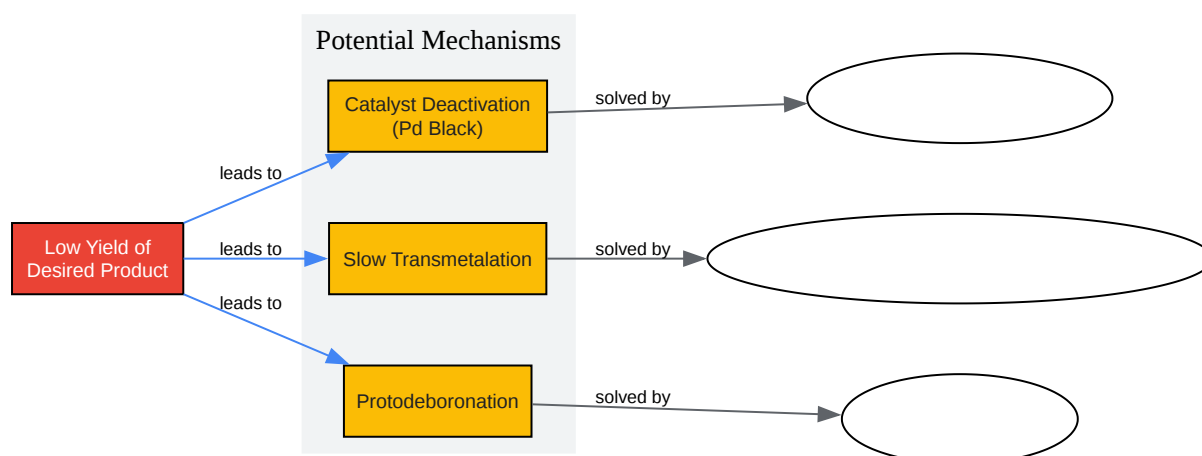 Potential Mechanisms
Catalyst Deactivation
(Pd Black)
solved by
leads to
Low Yield of
Desired Product
leads to
Slow Transmetalation
solved by
leads to
Protodeboronation
solved by